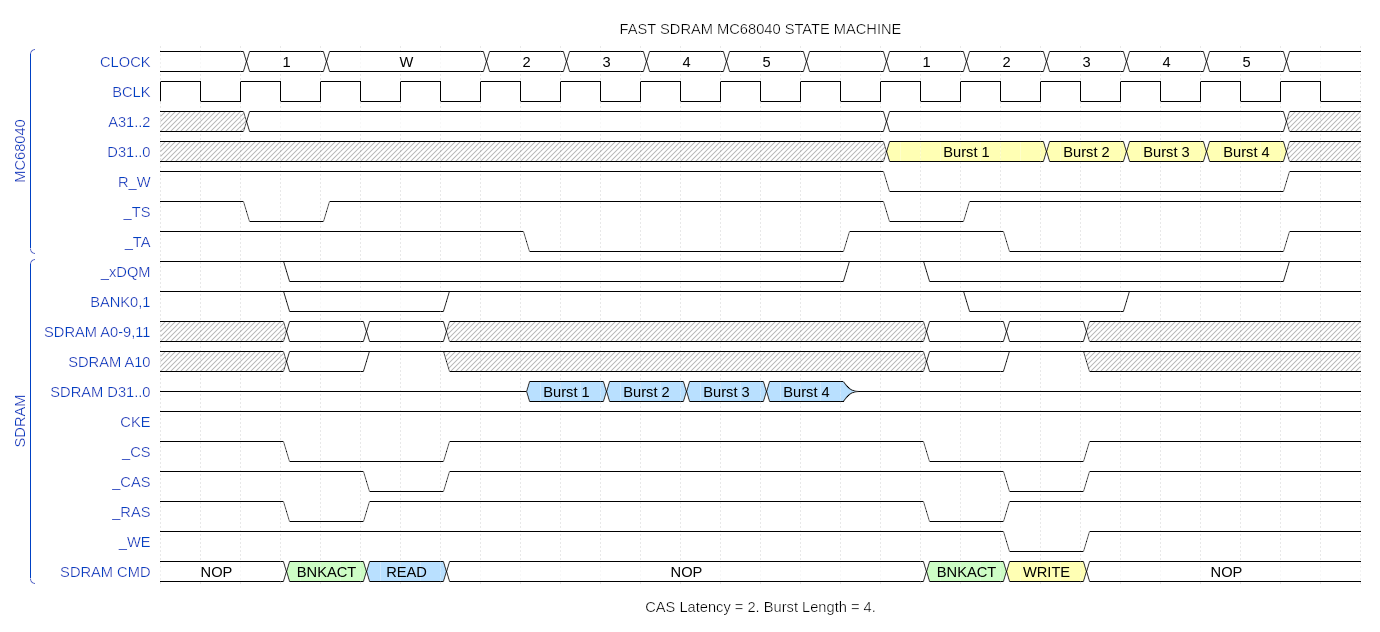 FAST SDRAM MC68040 STATE MACHINE
MC68040
CLOCK 1 W 2 3 4 5 1 2 3 4 5
BCLK
A31..2
D31..0 Burst 1 Burst 2 Burst 3 Burst 4
R_W
_TS
_TA
SDRAM
_xDQM
BANK0,1
SDRAM A0-9,11
SDRAM A10
SDRAM D31..0 Burst 1 Burst 2 Burst 3 Burst 4
CKE
_CS
_CAS
_RAS
_WE
SDRAM CMD NOP BNKACT READ NOP BNKACT WRITE NOP
CAS Latency = 2. Burst Length = 4.